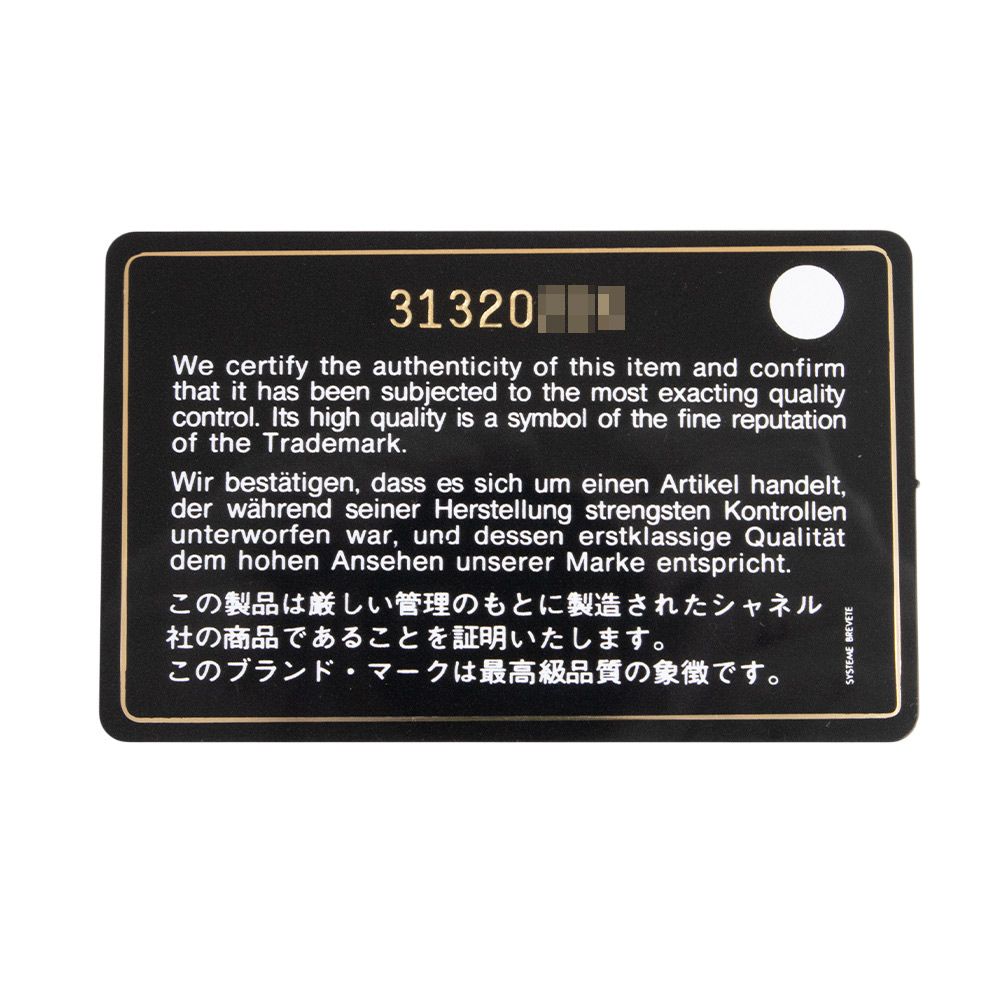 31320
We certify the authenticity of this item and confirm
that it has been subjected to the most exacting quality
control. Its high quality is a symbol of the fine reputation
of the Trademark.
Wir bestätigen, dass es sich um einen Artikel handelt,
der während seiner Herstellung strengsten Kontrollen
unterworfen war, und dessen erstklassige Qualität
dem hohen Ansehen unserer Marke entspricht.
この製品は厳しい管理のもとに製造されたシャネル
社の商品であることを証明いたします。
このブランド・マークは最高級品質の象徴です。
SYSTEME BREVETE